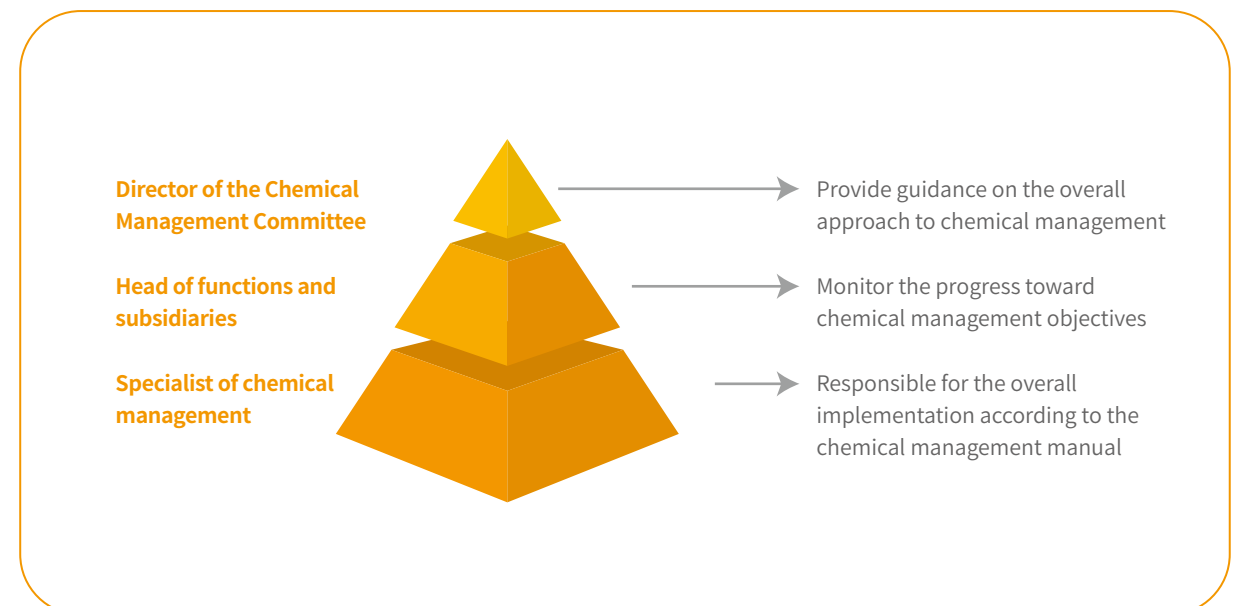 Director of the Chemical
Management Committee
Provide guidance on the overall
approach to chemical management
Head of functions and
subsidiaries
Monitor the progress toward
chemical management objectives
Specialist of chemical
management
Responsible for the overall
implementation according to the
chemical management manual